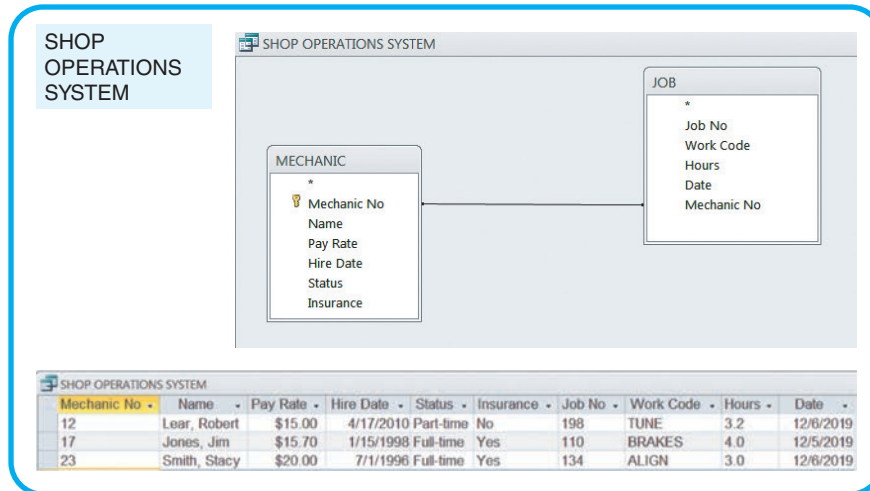 SHOP
OPERATIONS
SYSTEM
SHOP OPERATIONS SYSTEM
JOB
*
Job No
Work Code
Hours
Date
Mechanic No
MECHANIC
*
Mechanic No
Name
Pay Rate
Hire Date
Status
Insurance
SHOP OPERATIONS SYSTEM
Mechanic No Name Pay Rate Hire Date Status Insurance Job No Work Code Hours Date
12 Lear, Robert $15.00 4/17/2010 Part-time No 198 TUNE 3.2 12/6/2019
17 Jones, Jim $15.70 1/15/1998 Full-time Yes 110 BRAKES 4.0 12/5/2019
23 Smith, Stacy $20.00 7/1/1996 Full-time Yes 134 ALIGN 3.0 12/6/2019